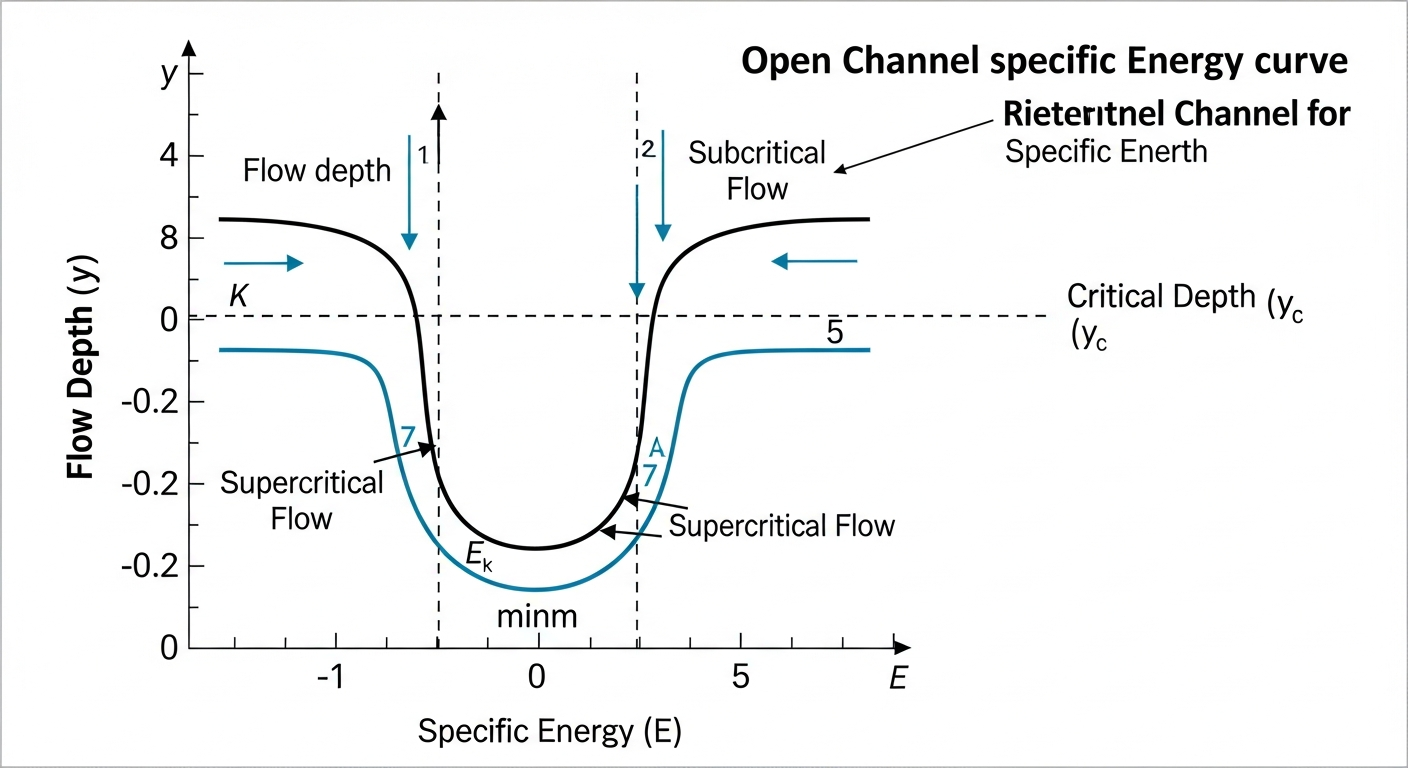 Open Channel specific Energy curve
Rieterıtnel Channel for
Specific Enerth
y
4
8
0
-0.2
-0.2
-0.2
0
Flow Depth (y)
Flow depth
1
2
Subcritical
Flow
K
Critical Depth (yc
(yc
5
7
A
7
Supercritical
Flow
Supercritical Flow
Ek
minm
-1
0
5
E
Specific Energy (E)